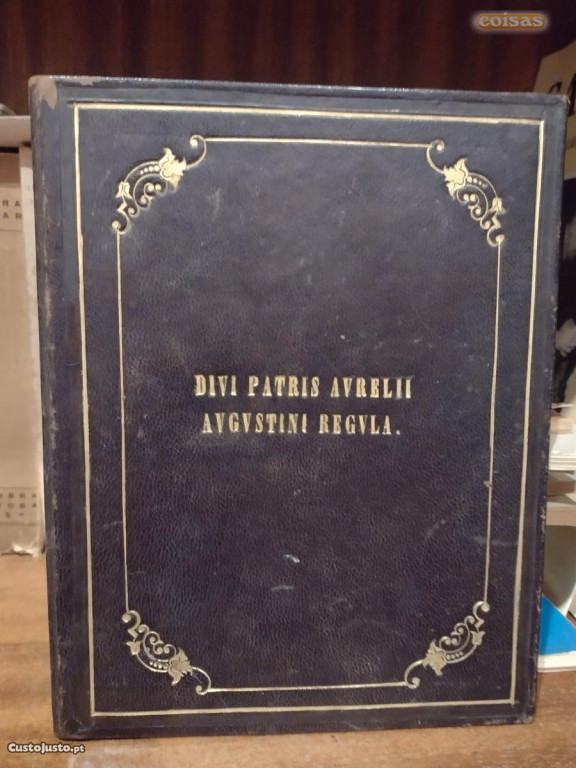 coisas
DIVI PATRIS AVRELII
AVGVSTINI REGVLA.
CustoJusto.pt